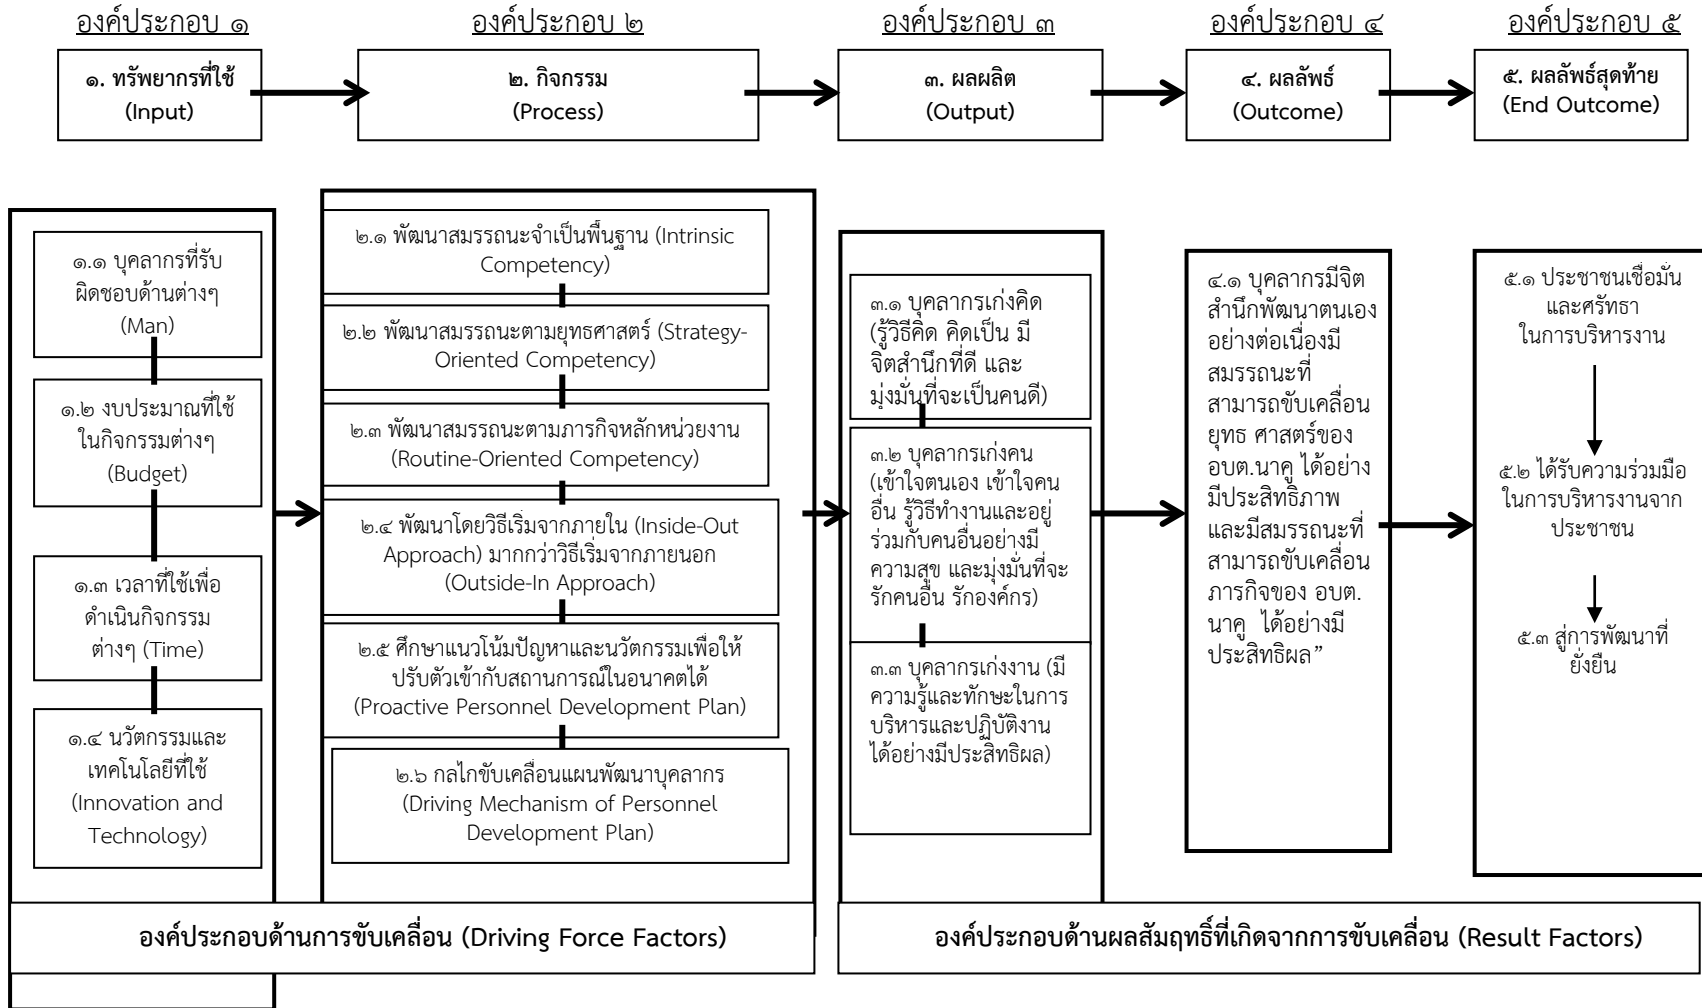 องค์ประกอบ ๑
องค์ประกอบ ๒
องค์ประกอบ ๓
องค์ประกอบ ๔
องค์ประกอบ ๕
๑. ทรัพยากรที่ใช้
(Input)
๒. กิจกรรม
(Process)
๓. ผลผลิต
(Output)
๔. ผลลัพธ์
(Outcome)
๕. ผลลัพธ์สุดท้าย
(End Outcome)
๑.๑ บุคลากรที่รับ
ผิดชอบด้านต่างๆ
(Man)
๑.๒ งบประมาณที่ใช้
ในกิจกรรมต่างๆ
(Budget)
๑.๓ เวลาที่ใช้เพื่อ
ดำเนินกิจกรรม
ต่างๆ (Time)
๑.๔ นวัตกรรมและ
เทคโนโลยีที่ใช้
(Innovation and
Technology)
๒.๑ พัฒนาสมรรถนะจำเป็นพื้นฐาน (Intrinsic
Competency)
๒.๒ พัฒนาสมรรถนะตามยุทธศาสตร์ (Strategy-
Oriented Competency)
๒.๓ พัฒนาสมรรถนะตามภารกิจหลักหน่วยงาน
(Routine-Oriented Competency)
๒.๔ พัฒนาโดยวิธีเริ่มจากภายใน (Inside-Out
Approach) มากกว่าวิธีเริ่มจากภายนอก
(Outside-In Approach)
๒.๕ ศึกษาแนวโน้มปัญหาและนวัตกรรมเพื่อให้
ปรับตัวเข้ากับสถานการณ์ในอนาคตได้
(Proactive Personnel Development Plan)
๒.๖ กลไกขับเคลื่อนแผนพัฒนาบุคลากร
(Driving Mechanism of Personnel
Development Plan)
๓.๑ บุคลากรเก่งคิด
(รู้วิธีคิด คิดเป็น มี
จิตสำนึกที่ดี และ
มุ่งมั่นที่จะเป็นคนดี)
๓.๒ บุคลากรเก่งคน
(เข้าใจตนเอง เข้าใจคน
อื่น รู้วิธีทำงานและอยู่
ร่วมกับคนอื่นอย่างมี
ความสุข และมุ่งมั่นที่จะ
รักคนอื่น รักองค์กร)
๓.๓ บุคลากรเก่งงาน (มี
ความรู้และทักษะในการ
บริหารและปฏิบัติงาน
ได้อย่างมีประสิทธิผล)
๔.๑ บุคลากรมีจิต
สำนึกพัฒนาตนเอง
อย่างต่อเนื่องมี
สมรรถนะที่
สามารถขับเคลื่อน
ยุทธ ศาสตร์ของ
อบต.นาคู ได้อย่าง
มีประสิทธิภาพ
และมีสมรรถนะที่
สามารถขับเคลื่อน
ภารกิจของ อบต.
นาคู ได้อย่างมี
ประสิทธิผล”
๕.๑ ประชาชนเชื่อมั่น
และศรัทธา
ในการบริหารงาน
๕.๒ ได้รับความร่วมมือ
ในการบริหารงานจาก
ประชาชน
๕.๓ สู่การพัฒนาที่
ยั่งยืน
องค์ประกอบด้านการขับเคลื่อน (Driving Force Factors)
องค์ประกอบด้านผลสัมฤทธิ์ที่เกิดจากการขับเคลื่อน (Result Factors)